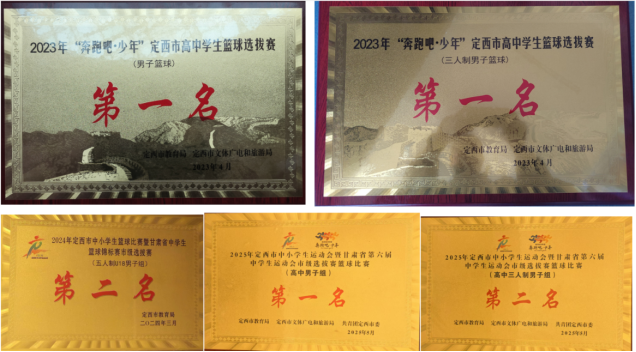 2023年“奔跑吧·少年”定西市高中学生篮球选拔赛
(男子篮球)
第一名
定西市教育局 定西市文体广电和旅游局
2023年4月
2023年“奔跑吧·少年”定西市高中学生篮球选拔赛
(三人制男子篮球)
第一名
定西市教育局 定西市文体广电和旅游局
2023年4月
2024年定西市中小学生篮球比赛暨甘肃省中学生
篮球锦标赛市级选拔赛
(五人制U18男子组)
第二名
定西市教育局
二〇二四年三月
2025年定西市中小学生运动会暨甘肃省第六届
中学生运动会市级选拔赛篮球比赛
(高中男子组)
第一名
定西市教育局 定西市文体广电和旅游局 共青团定西市委
2025年5月
2025年定西市中小学生运动会暨甘肃省第六届
中学生运动会市级选拔赛篮球比赛
(高中三人制男子组)
第二名
定西市教育局 定西市文体广电和旅游局 共青团定西市委
2025年5月